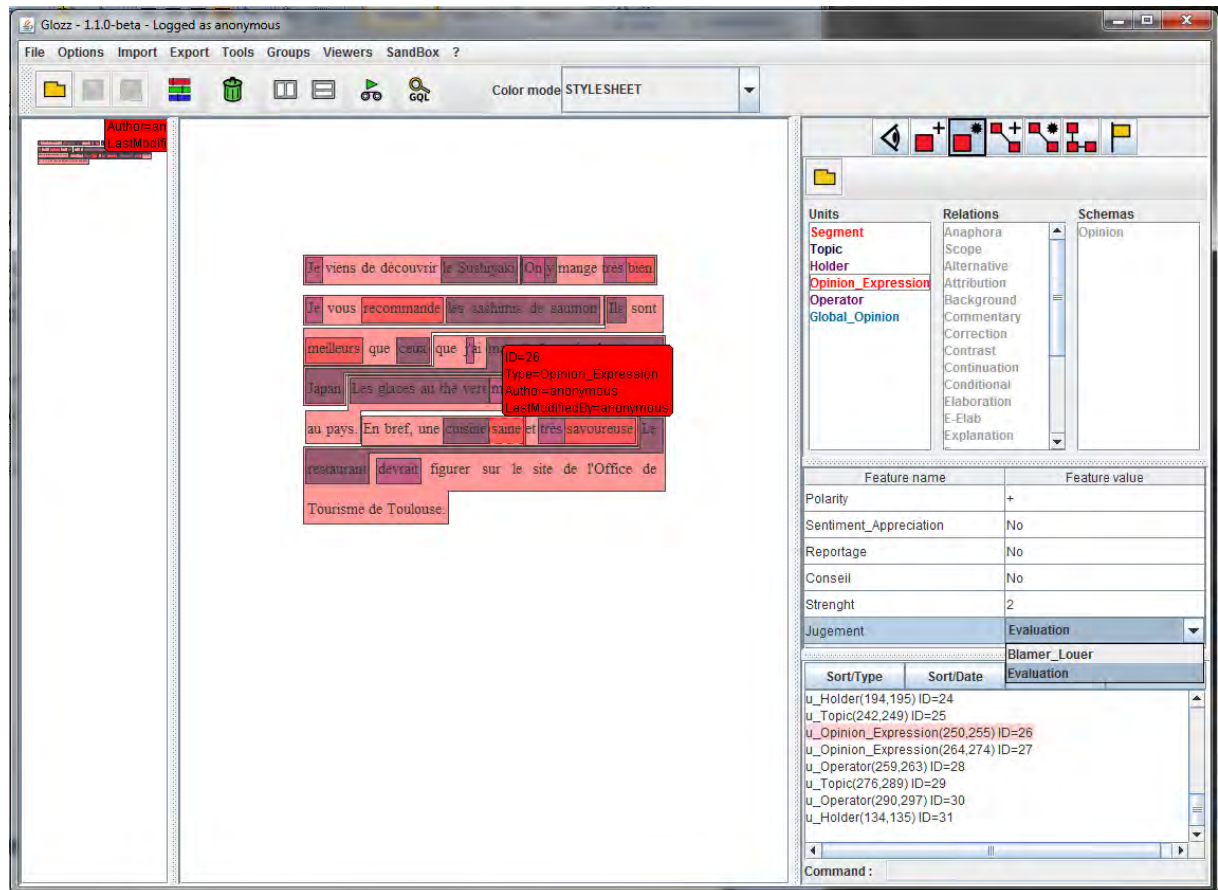 Glozz - 1.1.0-beta - Logged as anonymous
File Options Import Export Tools Groups Viewers SandBox ?
GQL
Color mode STYLESHEET
Author=an
LastModifi
Je viens de découvrir le Sushiyaki On y mange très bien
Je vous recommande les sashimis de saumon Ils sont
meilleurs que ceux que j'ai
Japan Les glaces au thé vert
au pays. En bref, une cuisine saine et très savoureuse Le
restaurant devrait figurer sur le site de l'Office de
Tourisme de Toulouse.
ID=26
Type=Opinion_Expression
Author=anonymous
LastModifiedBy=anonymous
Units
Segment
Topic
Holder
Opinion_Expression
Operator
Global_Opinion
Relations
Anaphora
Scope
Alternative
Attribution
Background
Commentary
Correction
Contrast
Continuation
Conditional
Elaboration
E-Elab
Explanation
Schemas
Opinion
Feature name Feature value
Polarity +
Sentiment_Appreciation No
Reportage No
Conseil No
Strenght 2
Jugement Evaluation
Blamer_Louer
Evaluation
Sort/Type Sort/Date
u_Holder(194,195) ID=24
u_Topic(242,249) ID=25
u_Opinion_Expression(250,255) ID=26
u_Opinion_Expression(264,274) ID=27
u_Operator(259,263) ID=28
u_Topic(276,289) ID=29
u_Operator(290,297) ID=30
u_Holder(134,135) ID=31
Command :